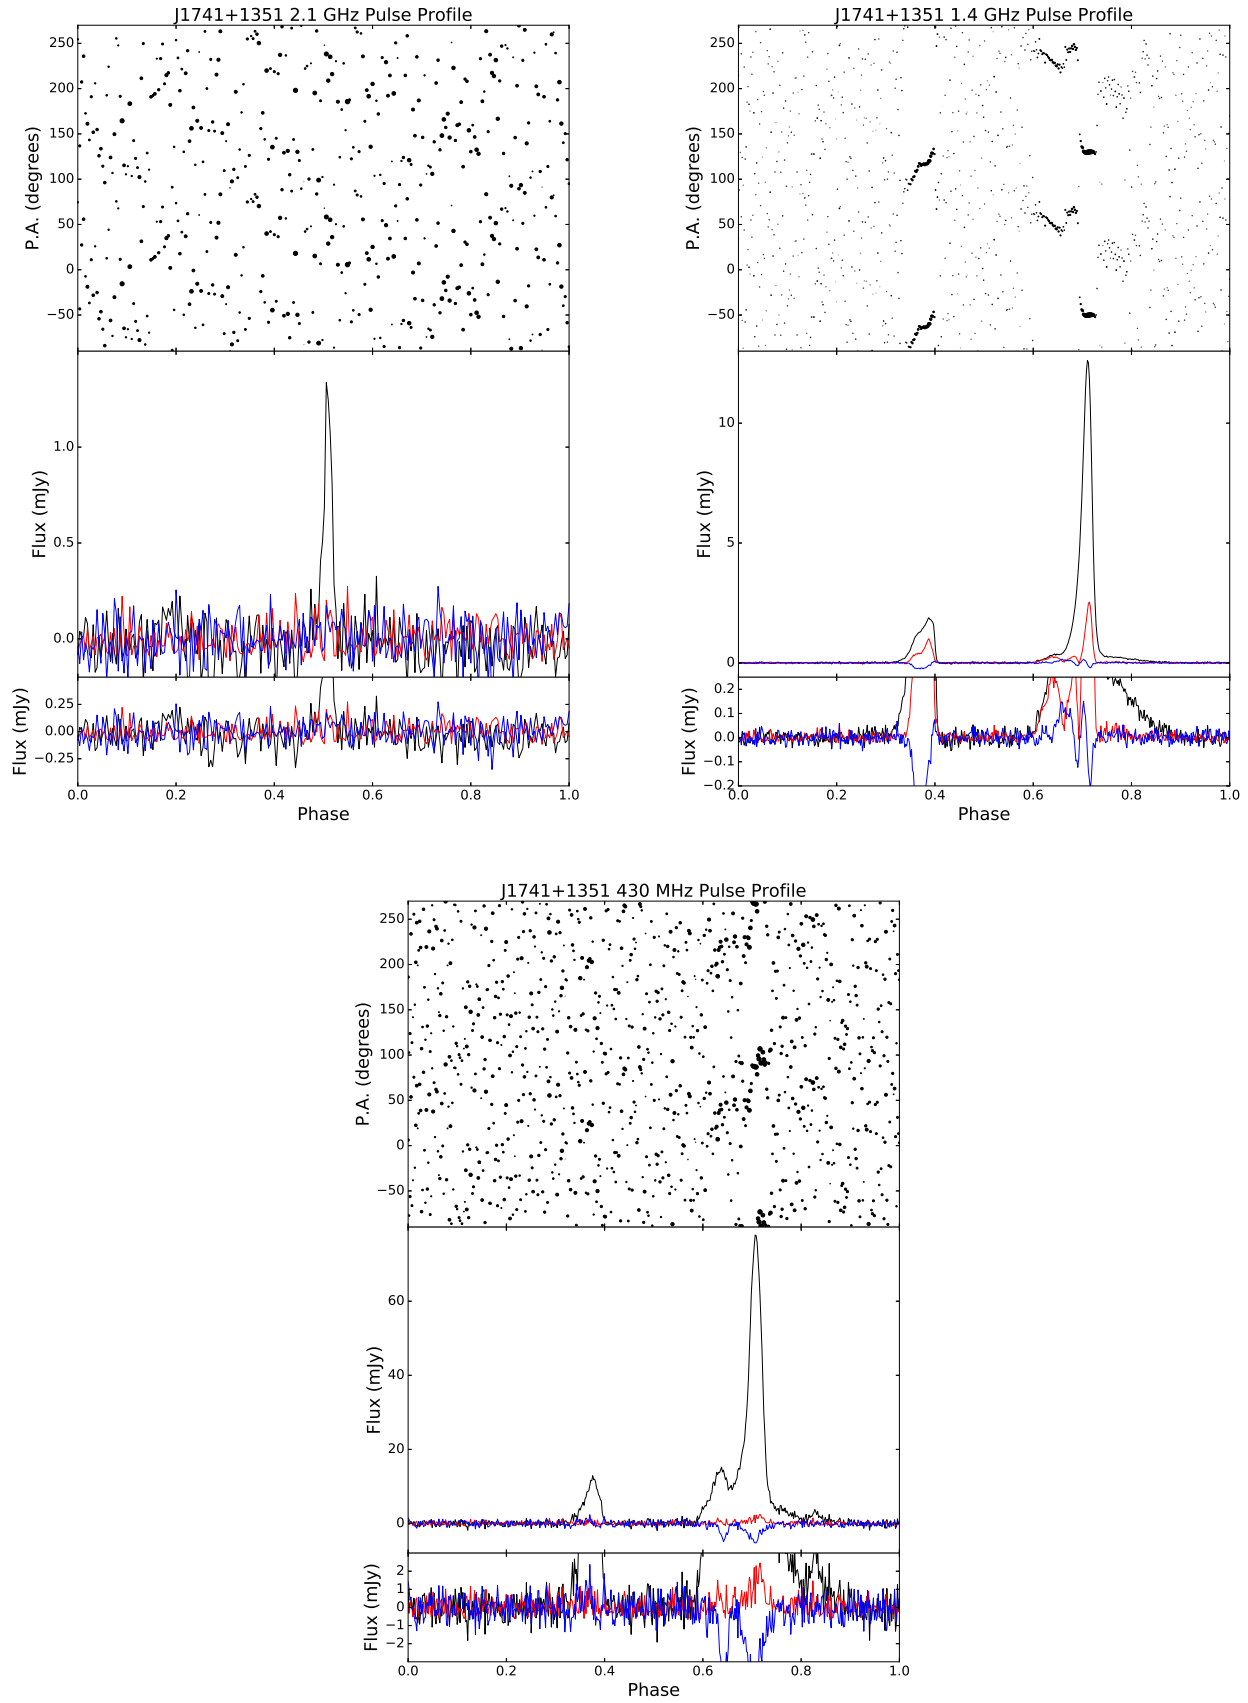 J1741+1351 2.1 GHz Pulse Profile
250
200
150
100
50
0
−50
P.A. (degrees)
1.0
0.5
0.0
Flux (mJy)
0.25
0.00
−0.25
Flux (mJy)
0.0 0.2 0.4 0.6 0.8 1.0
Phase
J1741+1351 1.4 GHz Pulse Profile
250
200
150
100
50
0
−50
P.A. (degrees)
10
5
0
Flux (mJy)
0.2
0.1
0.0
−0.1
−0.2
Flux (mJy)
0.0 0.2 0.4 0.6 0.8 1.0
Phase
J1741+1351 430 MHz Pulse Profile
250
200
150
100
50
0
−50
P.A. (degrees)
60
40
20
0
Flux (mJy)
2
1
0
−1
−2
Flux (mJy)
0.0 0.2 0.4 0.6 0.8 1.0
Phase